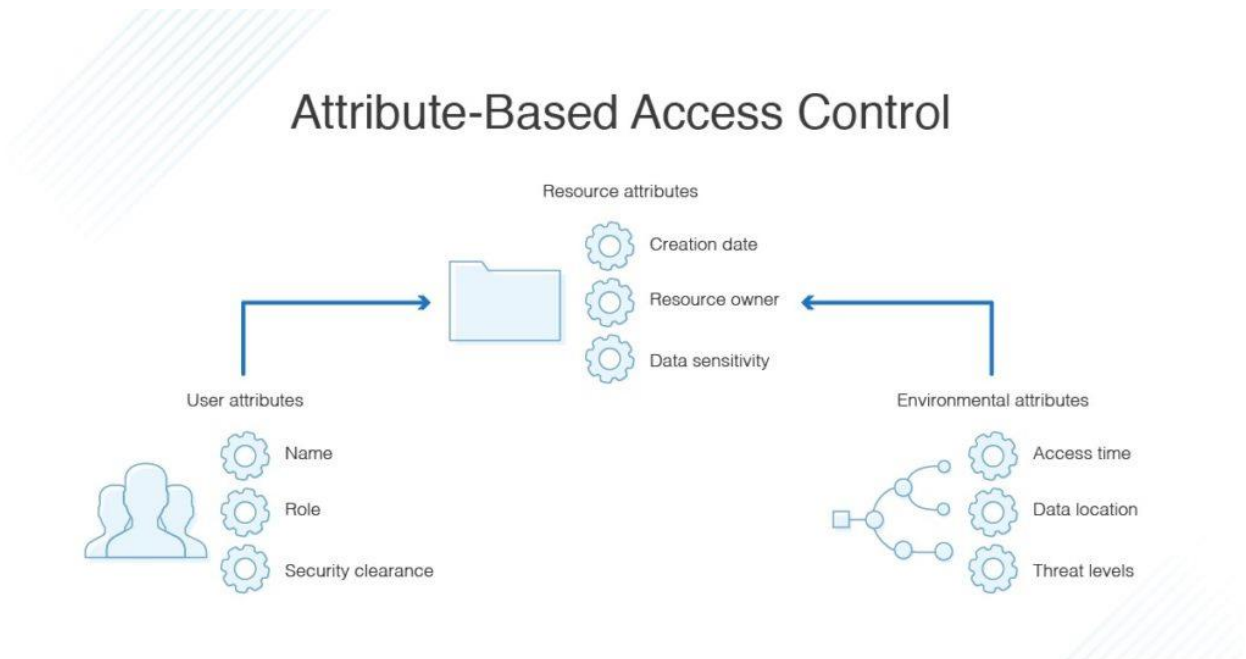 Attribute-Based Access Control
Resource attributes
Creation date
Resource owner
Data sensitivity
User attributes
Name
Role
Security clearance
Environmental attributes
Access time
Data location
Threat levels